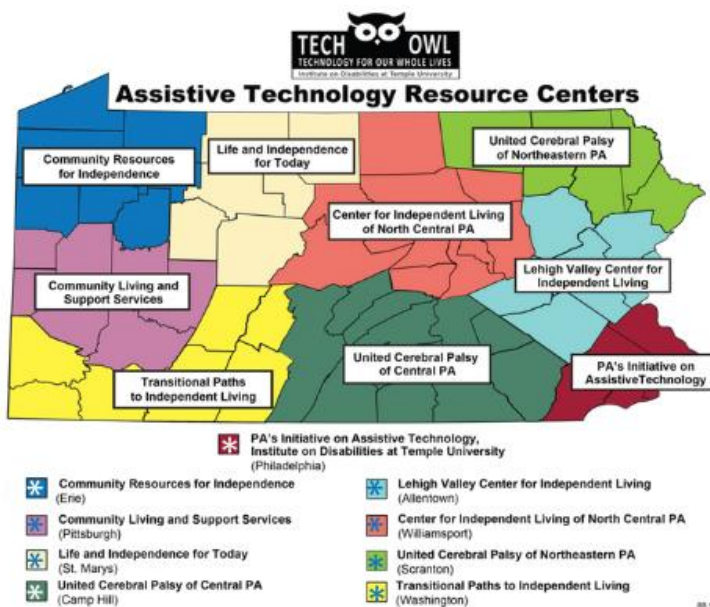 TECH OWL
TECHNOLOGY FOR OUR WHOLE LIVES
Institute on Disabilities at Temple University
Assistive Technology Resource Centers
Community Resources
for Independence
Life and Independence
for Today
United Cerebral Palsy
of Northeastern PA
Center for Independent Living
of North Central PA
Community Living and
Support Services
Lehigh Valley Center for
Independent Living
United Cerebral Palsy
of Central PA
PA's Initiative on
AssistiveTechnology
Transitional Paths
to Independent Living
PA's Initiative on Assistive Technology,
Institute on Disabilities at Temple University
(Philadelphia)
Community Resources for Independence
(Erie)
Community Living and Support Services
(Pittsburgh)
Life and Independence for Today
(St. Marys)
United Cerebral Palsy of Central PA
(Camp Hill)
Lehigh Valley Center for Independent Living
(Allentown)
Center for Independent Living of North Central PA
(Williamsport)
United Cerebral Palsy of Northeastern PA
(Scranton)
Transitional Paths to Independent Living
(Washington)